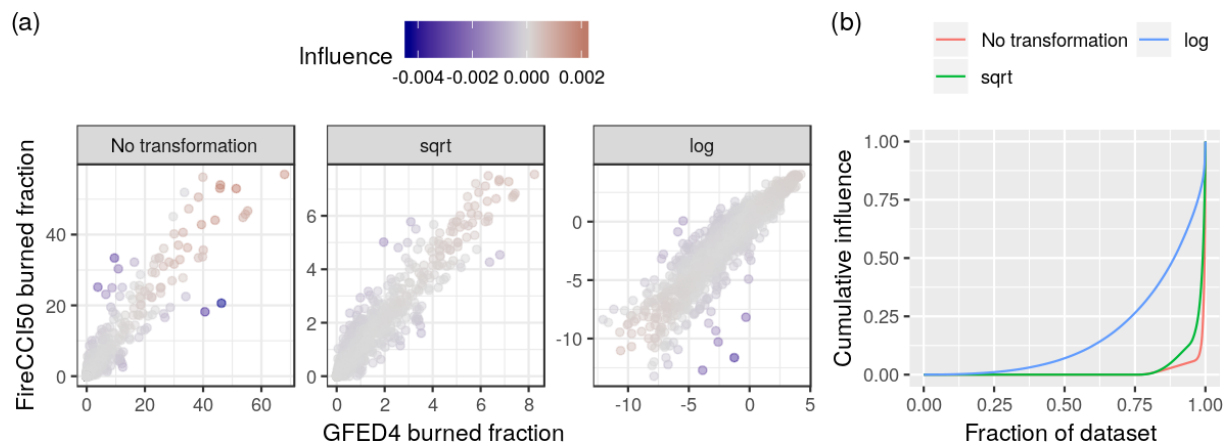 (a)
Influence
-0.004 -0.002 0.000 0.002
No transformation
sqrt
log
FireCCI50 burned fraction
40
20
0
0 20 40 60
6
4
2
0
0 2 4 6 8
0
-5
-10
-10 -5 0 5
GFED4 burned fraction
(b)
No transformation
log
sqrt
Cumulative influence
1.00
0.75
0.50
0.25
0.00
0.00 0.25 0.50 0.75 1.00
Fraction of dataset